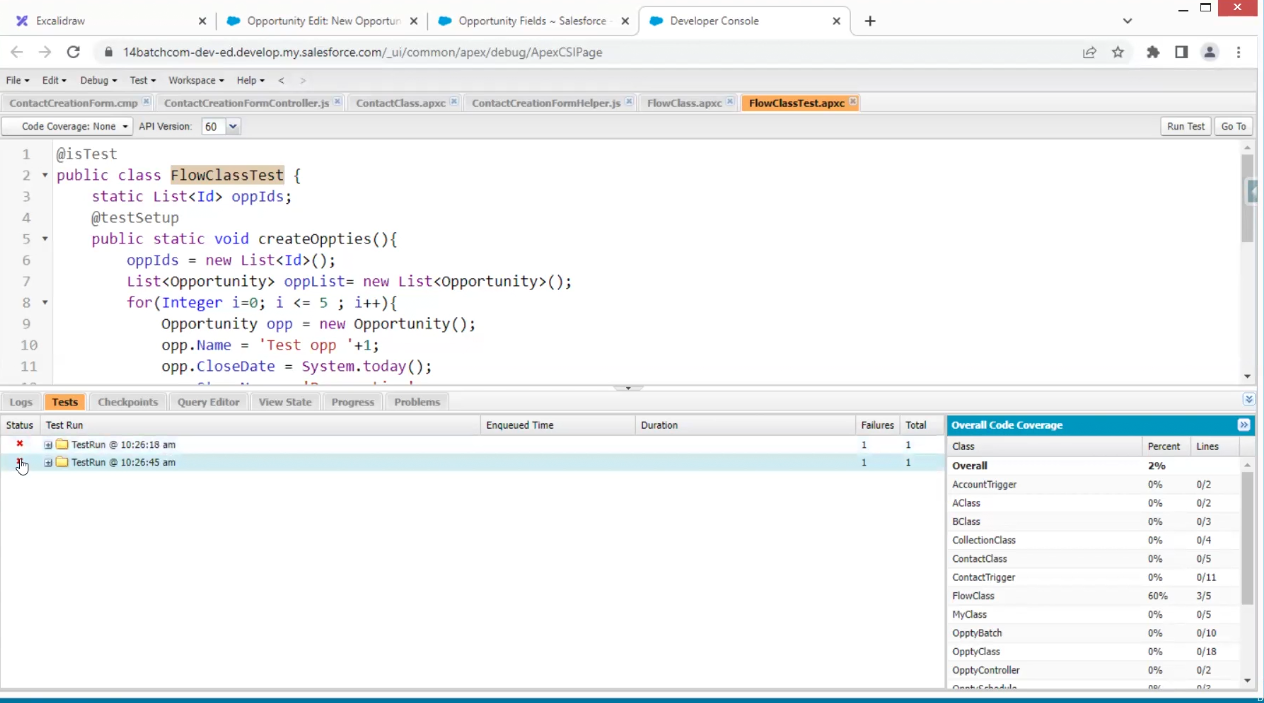 Excalidraw
Opportunity Edit: New Opportun
Opportunity Fields ~ Salesforce
Developer Console
14batchcom-dev-ed.develop.my.salesforce.com/_ui/common/apex/debug/ApexCSIPage
File Edit Debug Test Workspace Help < >
ContactCreationForm.cmp ContactCreationFormController.js ContactClass.apxc ContactCreationFormHelper.js FlowClass.apxc FlowClassTest.apxc
Code Coverage: None API Version: 60 Run Test Go To
1 @isTest
2 public class FlowClassTest {
3 static List<Id> oppIds;
4 @testSetup
5 public static void createOppties(){
6 oppIds = new List<Id>();
7 List<Opportunity> oppList= new List<Opportunity>();
8 for(Integer i=0; i <= 5 ; i++){
9 Opportunity opp = new Opportunity();
10 opp.Name = 'Test opp '+1;
11 opp.CloseDate = System.today();
Logs Tests Checkpoints Query Editor View State Progress Problems
Status Test Run Enqueued Time Duration Failures Total
TestRun @ 10:26:18 am 1 1
TestRun @ 10:26:45 am 1 1
Overall Code Coverage
Class Percent Lines
Overall 2%
AccountTrigger 0% 0/2
AClass 0% 0/2
BClass 0% 0/3
CollectionClass 0% 0/4
ContactClass 0% 0/5
ContactTrigger 0% 0/11
FlowClass 60% 3/5
MyClass 0% 0/5
OpptyBatch 0% 0/10
OpptyClass 0% 0/18
OpptyController 0% 0/2